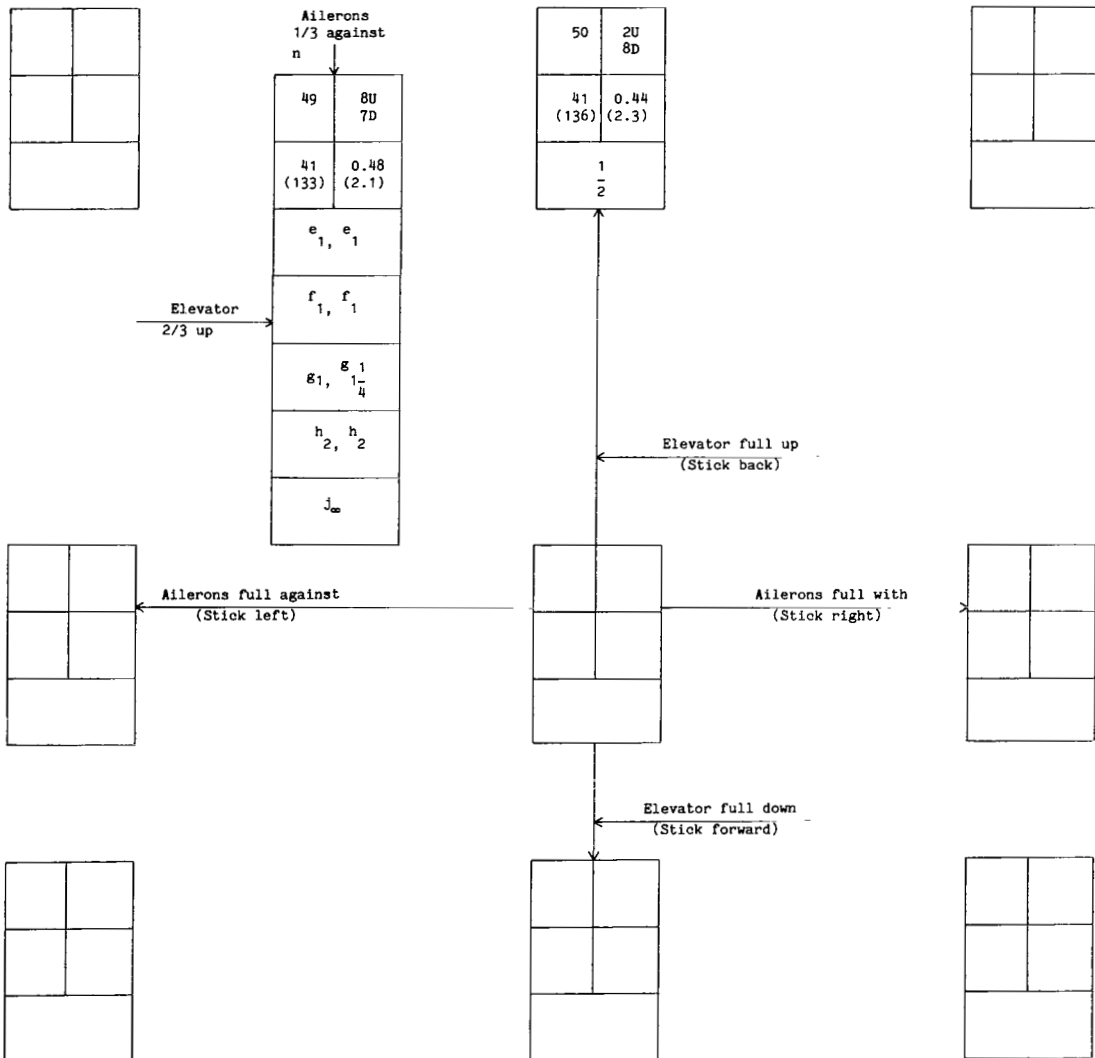 Ailerons
1/3 against
n
49 8U
7D
41 0.48
(133) (2.1)
e1, e1
f1, f1
g1, g1 1/4
h2, h2
j∞
Elevator
2/3 up
50 2U
8D
41 0.44
(136) (2.3)
1/2
Elevator full up
(Stick back)
Ailerons full against
(Stick left)
Ailerons full with
(Stick right)
Elevator full down
(Stick forward)